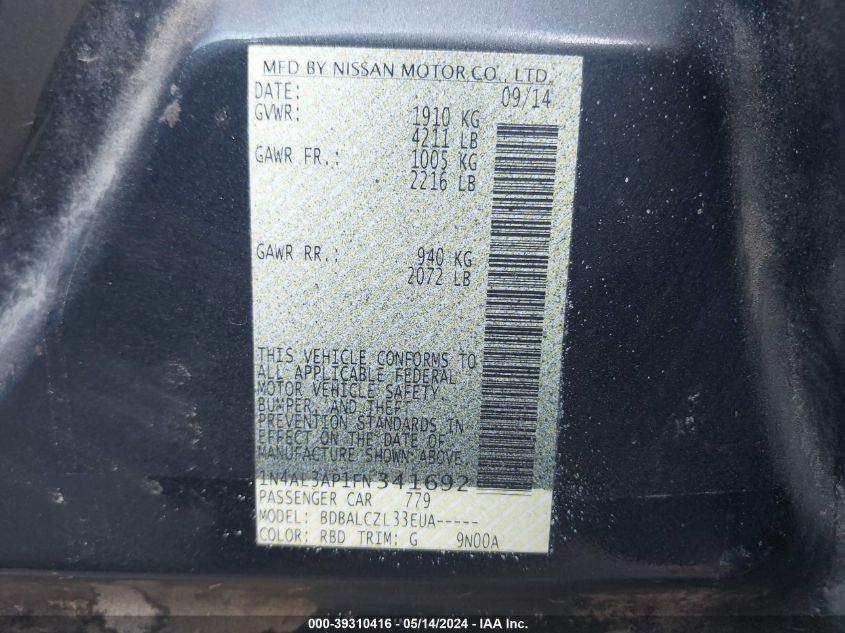 MFD BY NISSAN MOTOR CO., LTD.
DATE: 09/14
GVWR: 1910 KG
4211 LB
GAWR FR.: 1005 KG
2216 LB
GAWR RR.: 940 KG
2072 LB
THIS VEHICLE CONFORMS TO
ALL APPLICABLE FEDERAL
MOTOR VEHICLE SAFETY,
BUMPER, AND THEFT
PREVENTION STANDARDS IN
EFFECT ON THE DATE OF
MANUFACTURE SHOWN ABOVE
1N4AL3AP1FN341692
PASSENGER CAR 779
MODEL: BDBALCZL33EUA-----
COLOR: RBD TRIM: G 9N00A
000-39310416 - 05/14/2024 - IAA Inc.